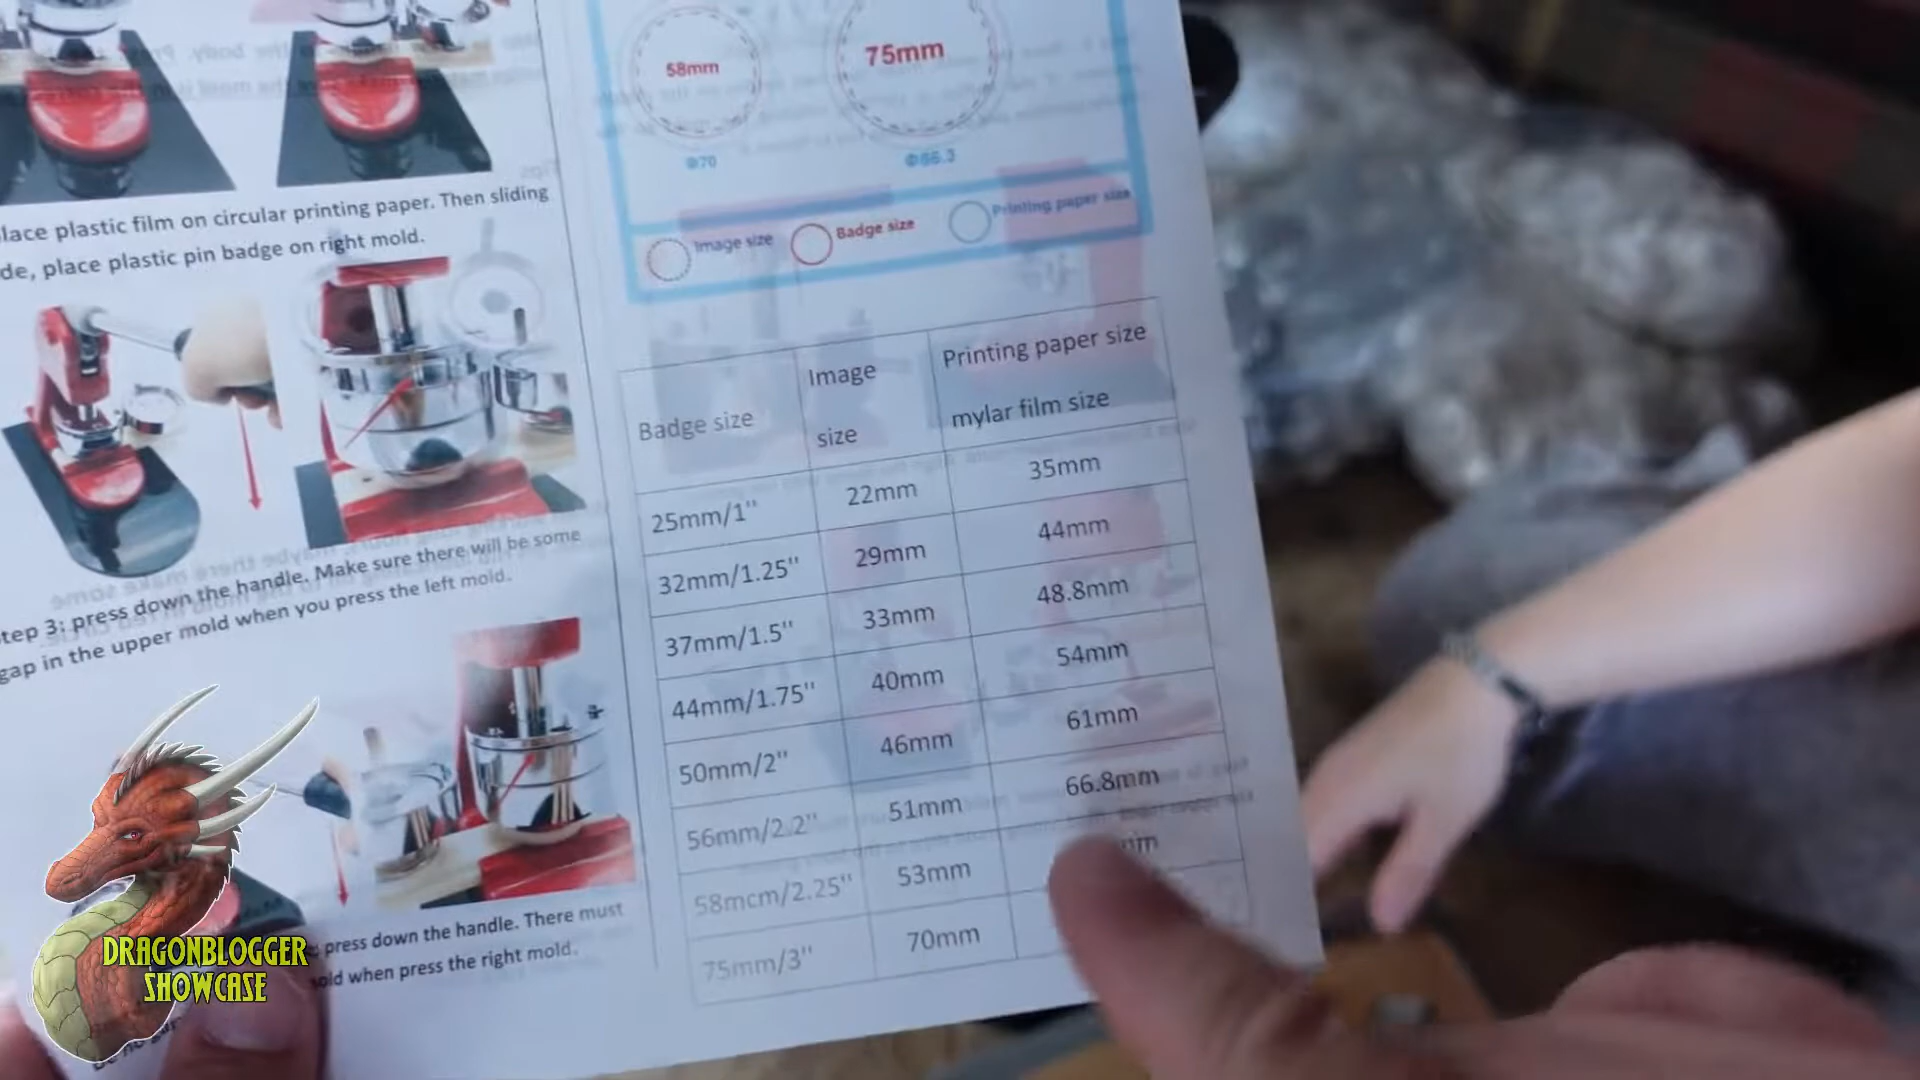 lace plastic film on circular printing paper. Then sliding
de, place plastic pin badge on right mold.
tep 3: press down the handle. Make sure there will be some
gap in the upper mold when you press the left mold.
press down the handle. There must
old when press the right mold.
58mm
75mm
Φ70
Image size
Badge size
Printing paper size
Badge size
Image size
Printing paper size
mylar film size
25mm/1" 22mm 35mm
32mm/1.25" 29mm 44mm
37mm/1.5" 33mm 48.8mm
44mm/1.75" 40mm 54mm
50mm/2" 46mm 61mm
56mm/2.2" 51mm 66.8mm
58mcm/2.25" 53mm
75mm/3" 70mm
DRAGONBLOGGER
SHOWCASE